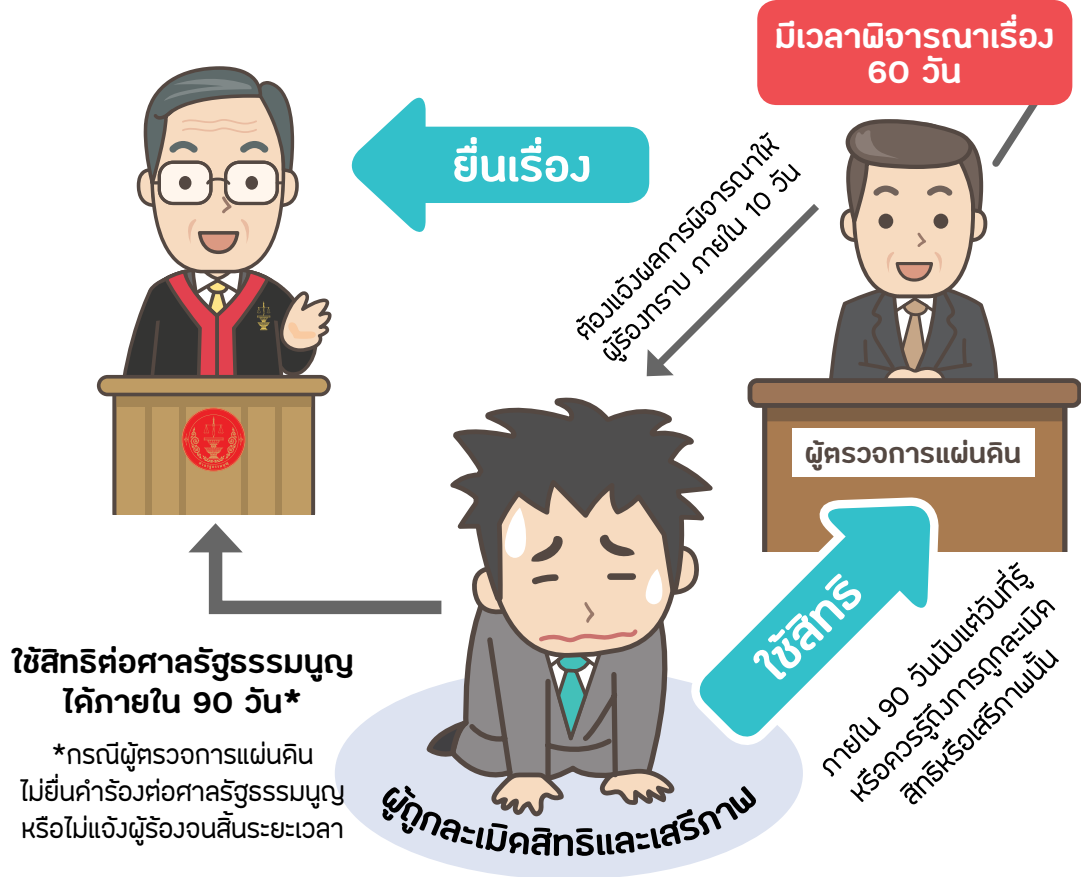 มีเวลาพิจารณาเรื่อง
60 วัน
ยื่นเรื่อง
ต้องแจ้งผลการพิจารณาให้
ผู้ร้องทราบ ภายใน 10 วัน
ผู้ตรวจการแผ่นดิน
ใช้สิทธิ
ภายใน 90 วันนับแต่วันที่รู้
หรือควรรู้ถึงการถูกละเมิด
สิทธิหรือเสรีภาพนั้น
ใช้สิทธิต่อศาลรัฐธรรมนูญ
ได้ภายใน 90 วัน*
*กรณีผู้ตรวจการแผ่นดิน
ไม่ยื่นคำร้องต่อศาลรัฐธรรมนูญ
หรือไม่แจ้งผู้ร้องจนสิ้นระยะเวลา
ผู้ถูกละเมิดสิทธิและเสรีภาพ